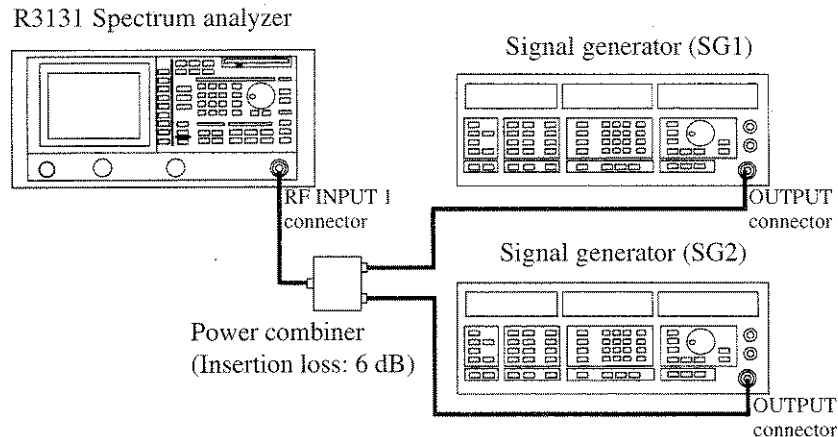 R3131 Spectrum analyzer
Signal generator (SG1)
RF INPUT 1
connector
OUTPUT
connector
Signal generator (SG2)
Power combiner
(Insertion loss: 6 dB)
OUTPUT
connector